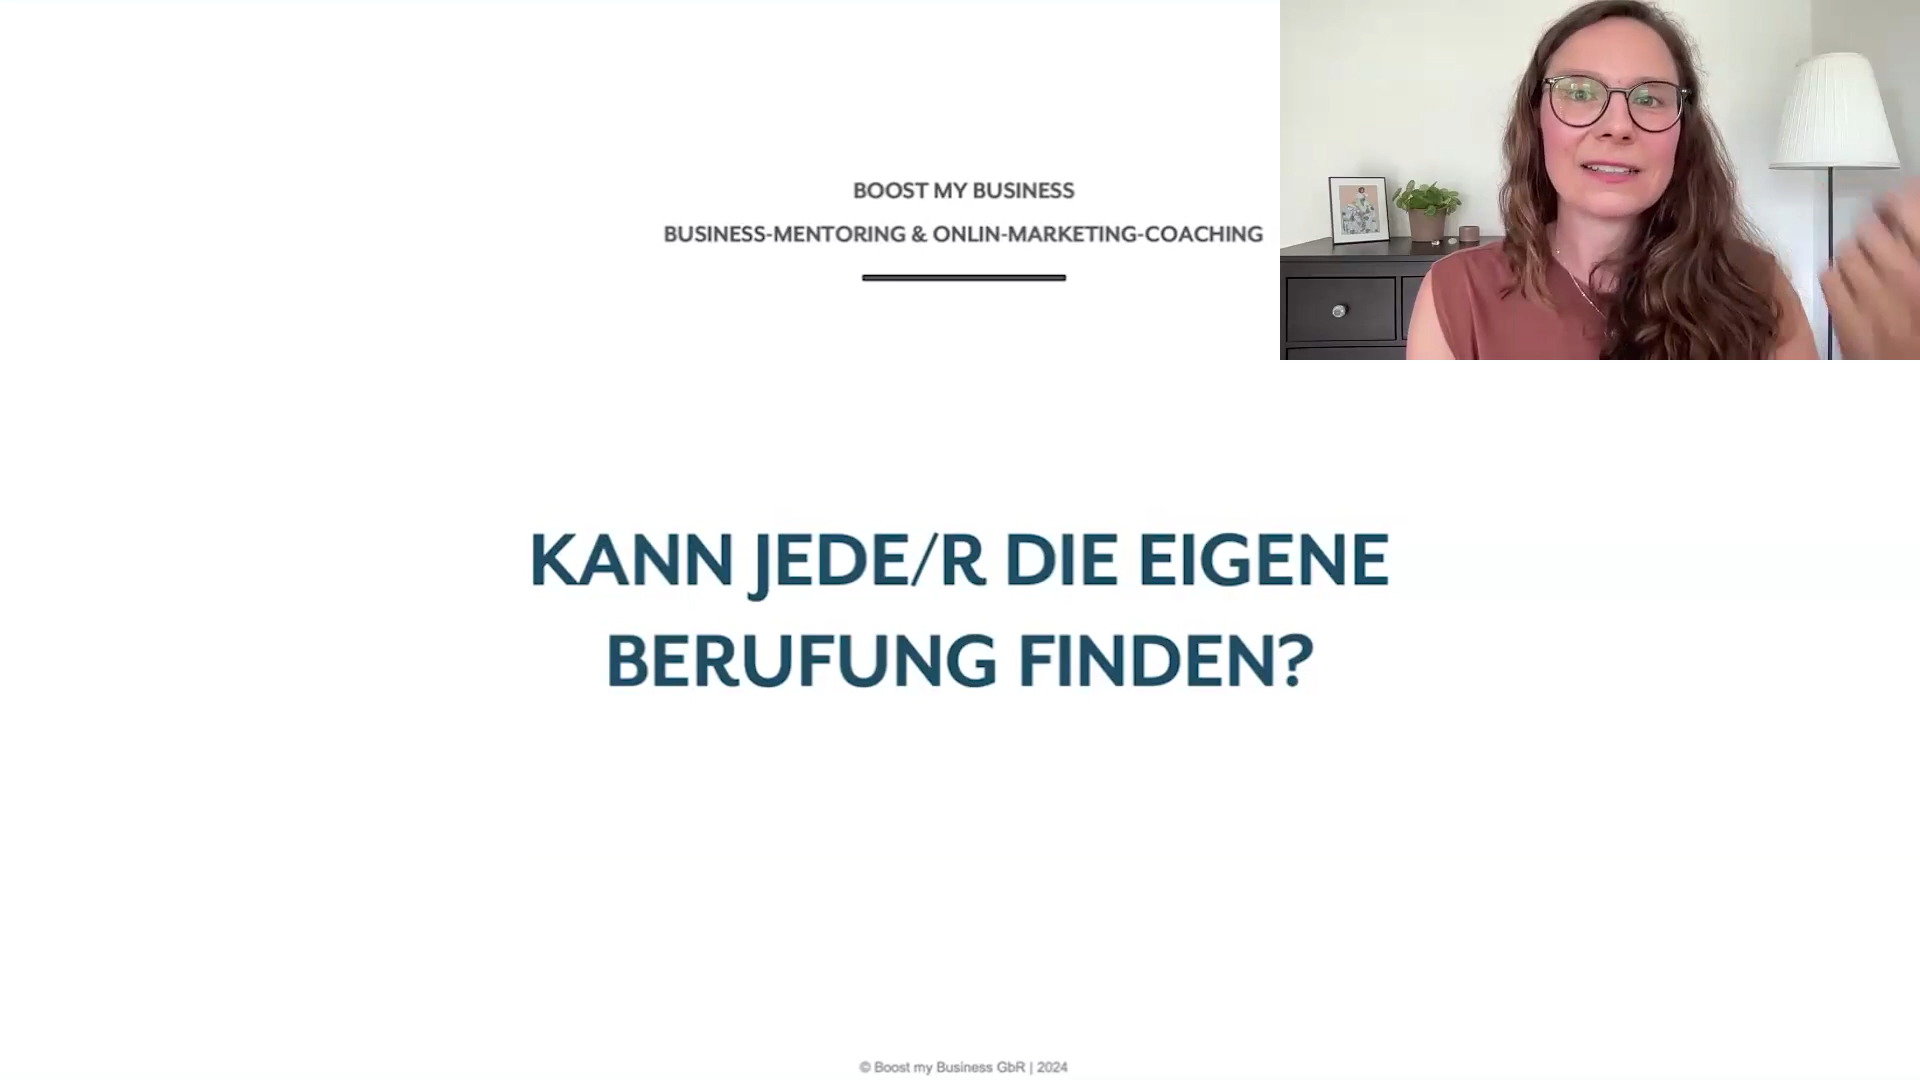 BOOST MY BUSINESS
BUSINESS-MENTORING & ONLIN-MARKETING-COACHING
KANN JEDE/R DIE EIGENE
BERUFUNG FINDEN?
© Boost my Business GbR | 2024